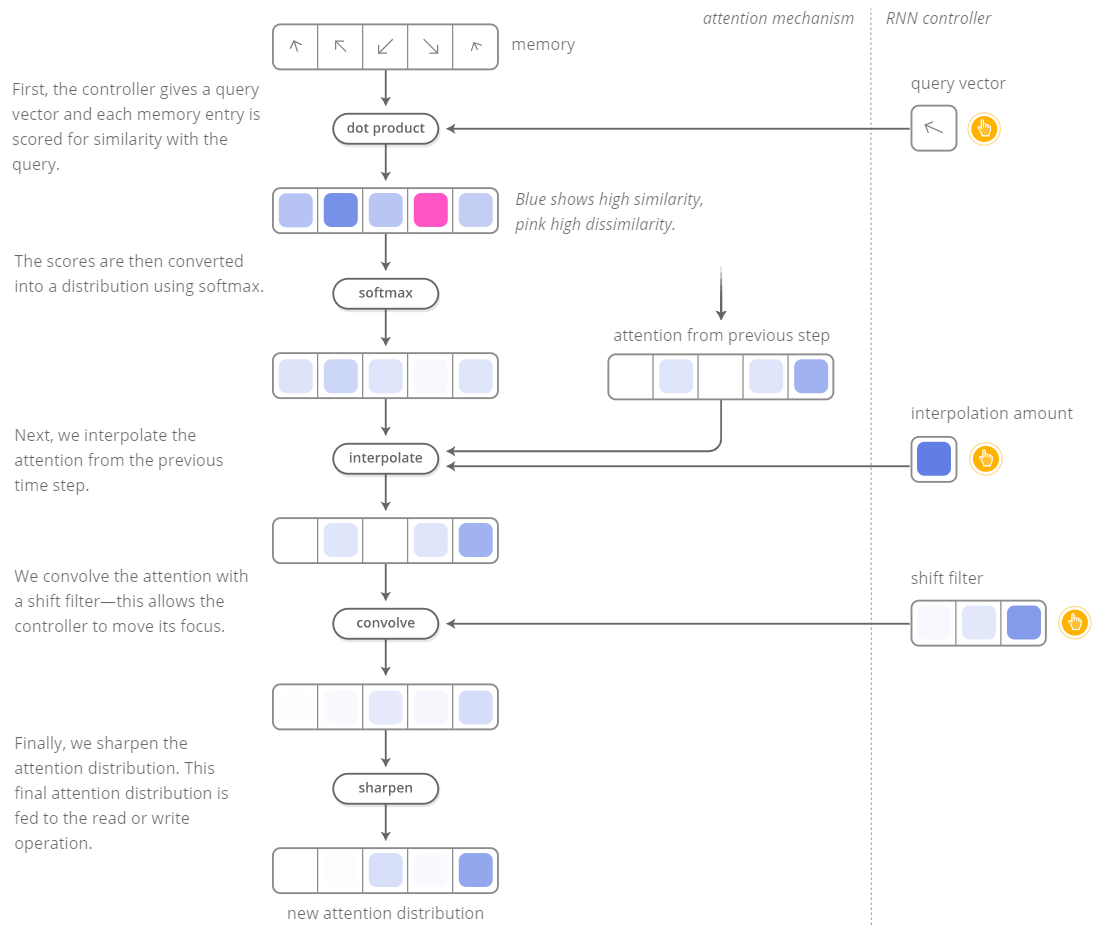 attention mechanism
RNN controller
memory
First, the controller gives a query
vector and each memory entry is
scored for similarity with the
query.
query vector
dot product
Blue shows high similarity,
pink high dissimilarity.
The scores are then converted
into a distribution using softmax.
softmax
attention from previous step
Next, we interpolate the
attention from the previous
time step.
interpolation amount
interpolate
We convolve the attention with
a shift filter—this allows the
controller to move its focus.
shift filter
convolve
Finally, we sharpen the
attention distribution. This
final attention distribution is
fed to the read or write
operation.
sharpen
new attention distribution